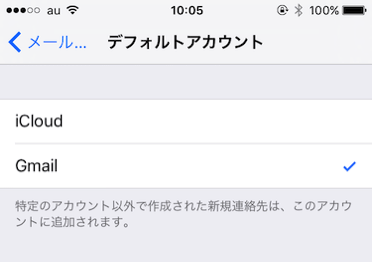 au 10:05 100%
メール... デフォルトアカウント
iCloud
Gmail
特定のアカウント以外で作成された新規連絡先は、このアカウ
ントに追加されます。